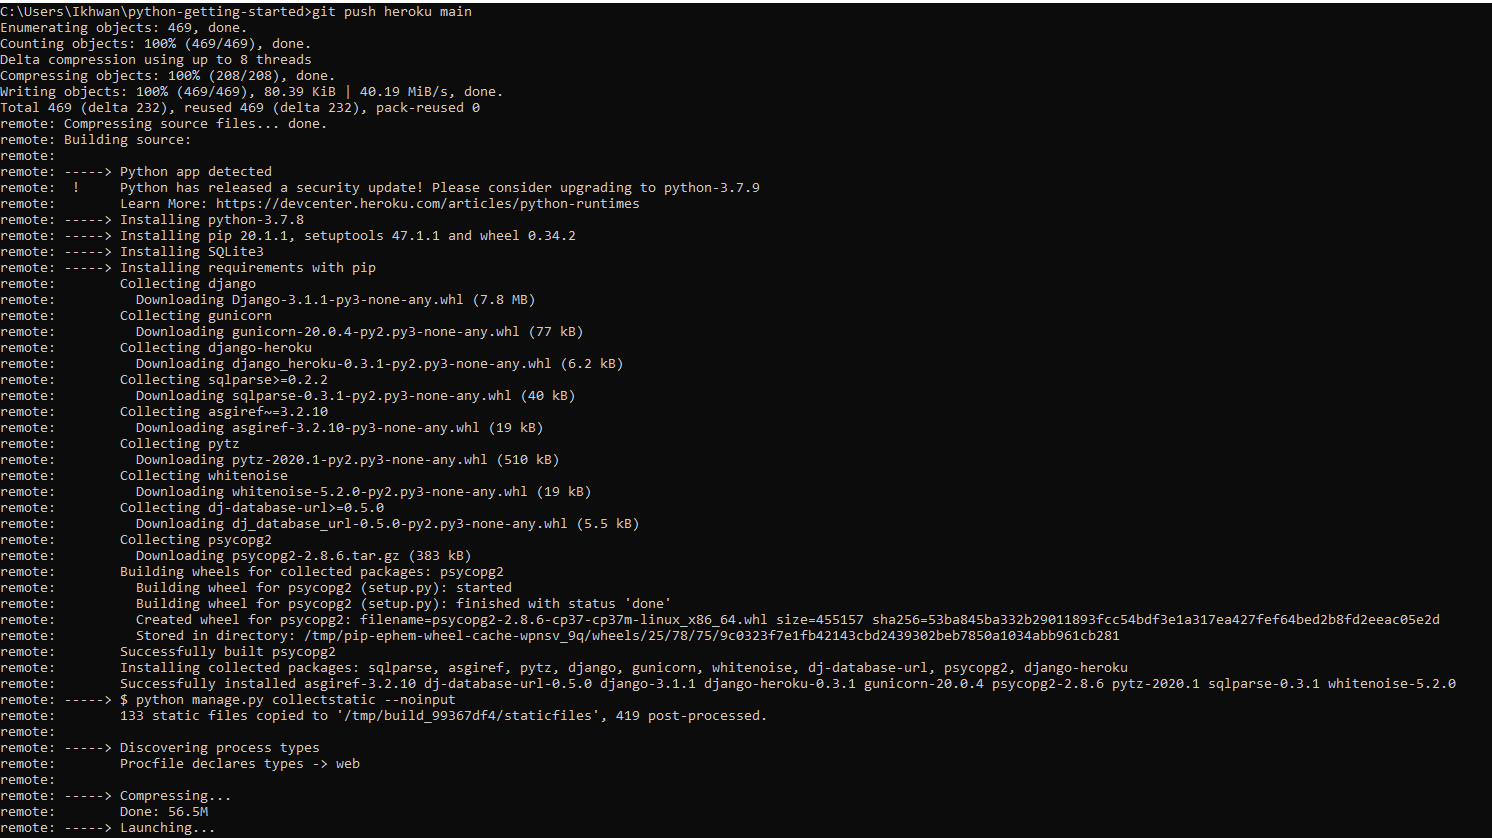 C:\Users\Ikhwan\python-getting-started>git push heroku main
Enumerating objects: 469, done.
Counting objects: 100% (469/469), done.
Delta compression using up to 8 threads
Compressing objects: 100% (208/208), done.
Writing objects: 100% (469/469), 80.39 KiB | 40.19 MiB/s, done.
Total 469 (delta 232), reused 469 (delta 232), pack-reused 0
remote: Compressing source files... done.
remote: Building source:
remote:
remote: -----> Python app detected
remote:  !     Python has released a security update! Please consider upgrading to python-3.7.9
remote:        Learn More: https://devcenter.heroku.com/articles/python-runtimes
remote: -----> Installing python-3.7.8
remote: -----> Installing pip 20.1.1, setuptools 47.1.1 and wheel 0.34.2
remote: -----> Installing SQLite3
remote: -----> Installing requirements with pip
remote:        Collecting django
remote:          Downloading Django-3.1.1-py3-none-any.whl (7.8 MB)
remote:        Collecting gunicorn
remote:          Downloading gunicorn-20.0.4-py2.py3-none-any.whl (77 kB)
remote:        Collecting django-heroku
remote:          Downloading django_heroku-0.3.1-py2.py3-none-any.whl (6.2 kB)
remote:        Collecting sqlparse>=0.2.2
remote:          Downloading sqlparse-0.3.1-py2.py3-none-any.whl (40 kB)
remote:        Collecting asgiref~=3.2.10
remote:          Downloading asgiref-3.2.10-py3-none-any.whl (19 kB)
remote:        Collecting pytz
remote:          Downloading pytz-2020.1-py2.py3-none-any.whl (510 kB)
remote:        Collecting whitenoise
remote:          Downloading whitenoise-5.2.0-py2.py3-none-any.whl (19 kB)
remote:        Collecting dj-database-url>=0.5.0
remote:          Downloading dj_database_url-0.5.0-py2.py3-none-any.whl (5.5 kB)
remote:        Collecting psycopg2
remote:          Downloading psycopg2-2.8.6.tar.gz (383 kB)
remote:        Building wheels for collected packages: psycopg2
remote:          Building wheel for psycopg2 (setup.py): started
remote:          Building wheel for psycopg2 (setup.py): finished with status 'done'
remote:          Created wheel for psycopg2: filename=psycopg2-2.8.6-cp37-cp37m-linux_x86_64.whl size=455157 sha256=53ba845ba332b29011893fcc54bdf3e1a317ea427fef64bed2b8fd2eeac05e2d
remote:          Stored in directory: /tmp/pip-ephem-wheel-cache-wpnsv_9q/wheels/25/78/75/9c0323f7e1fb42143cbd2439302beb7850a1034abb961cb281
remote:        Successfully built psycopg2
remote:        Installing collected packages: sqlparse, asgiref, pytz, django, gunicorn, whitenoise, dj-database-url, psycopg2, django-heroku
remote:        Successfully installed asgiref-3.2.10 dj-database-url-0.5.0 django-3.1.1 django-heroku-0.3.1 gunicorn-20.0.4 psycopg2-2.8.6 pytz-2020.1 sqlparse-0.3.1 whitenoise-5.2.0
remote: -----> $ python manage.py collectstatic --noinput
remote:        133 static files copied to '/tmp/build_99367df4/staticfiles', 419 post-processed.
remote:
remote: -----> Discovering process types
remote:        Procfile declares types -> web
remote:
remote: -----> Compressing...
remote:        Done: 56.5M
remote: -----> Launching...